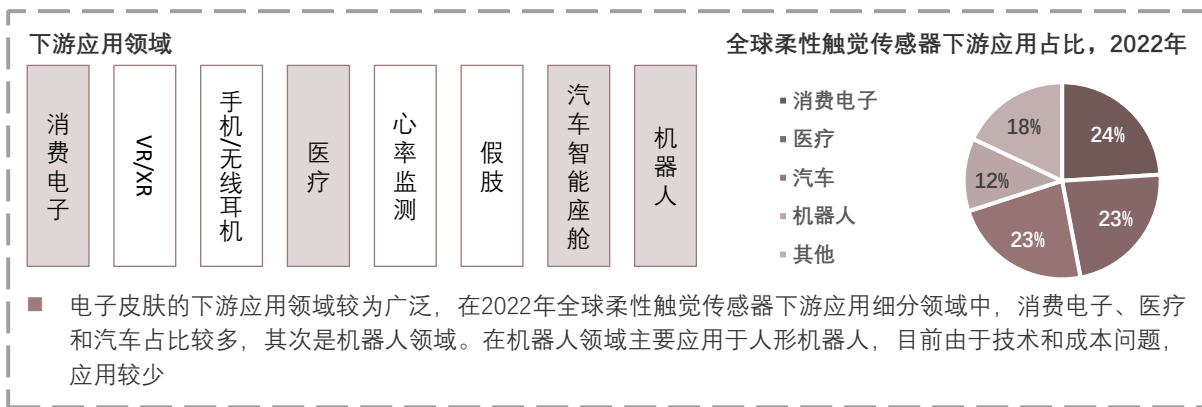 下游应用领域
消费电子
VR/XR
手机/无线耳机
医疗
心率监测
假肢
汽车智能座舱
机器人
全球柔性触觉传感器下游应用占比，2022年
消费电子
医疗
汽车
机器人
其他
24%
23%
23%
12%
18%
电子皮肤的下游应用领域较为广泛，在2022年全球柔性触觉传感器下游应用细分领域中，消费电子、医疗
和汽车占比较多，其次是机器人领域。在机器人领域主要应用于人形机器人，目前由于技术和成本问题，
应用较少